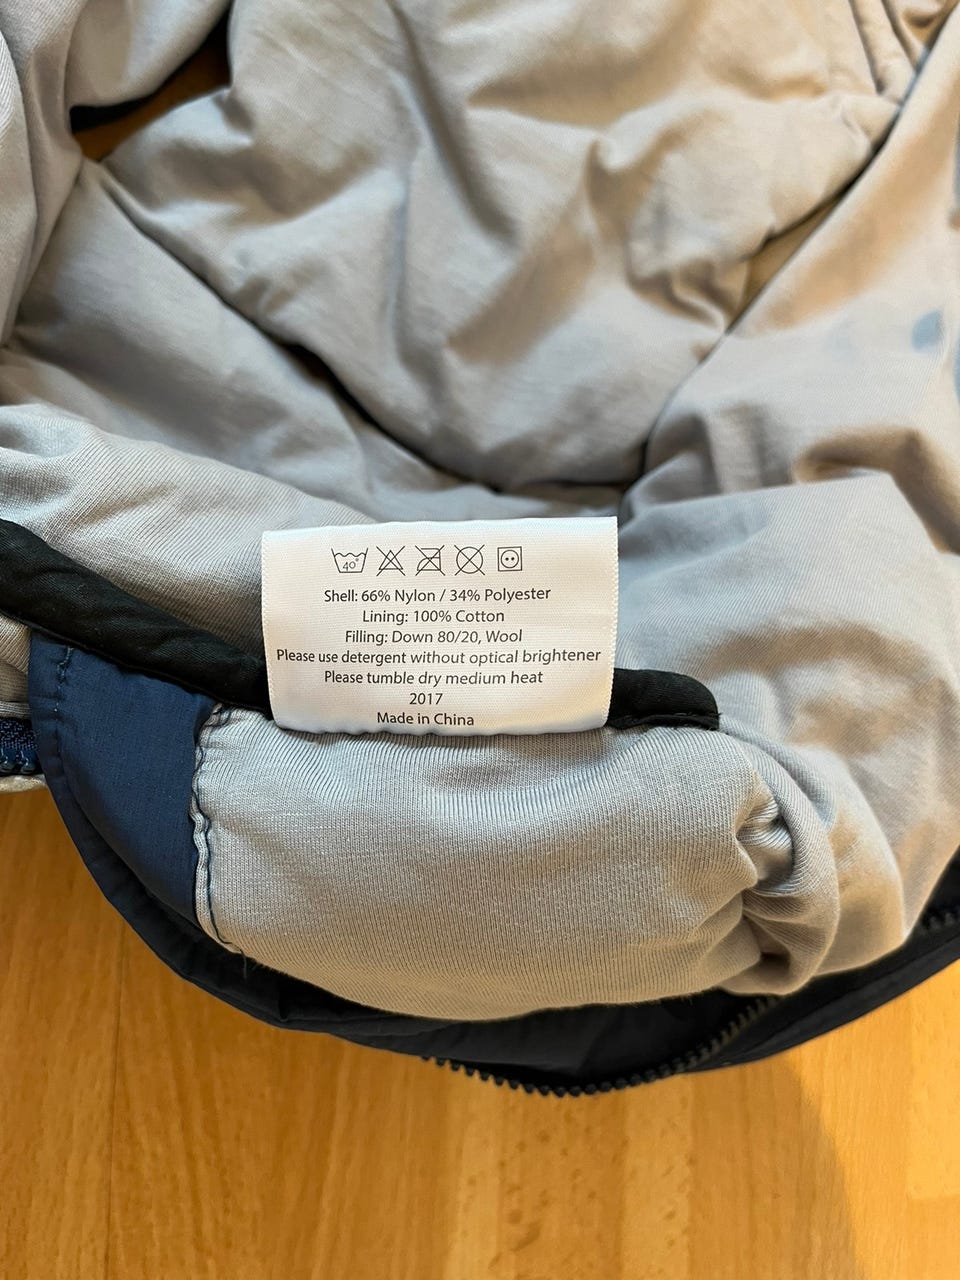 40°
Shell: 66% Nylon / 34% Polyester
Lining: 100% Cotton
Filling: Down 80/20, Wool
Please use detergent without optical brightener
Please tumble dry medium heat
2017
Made in China